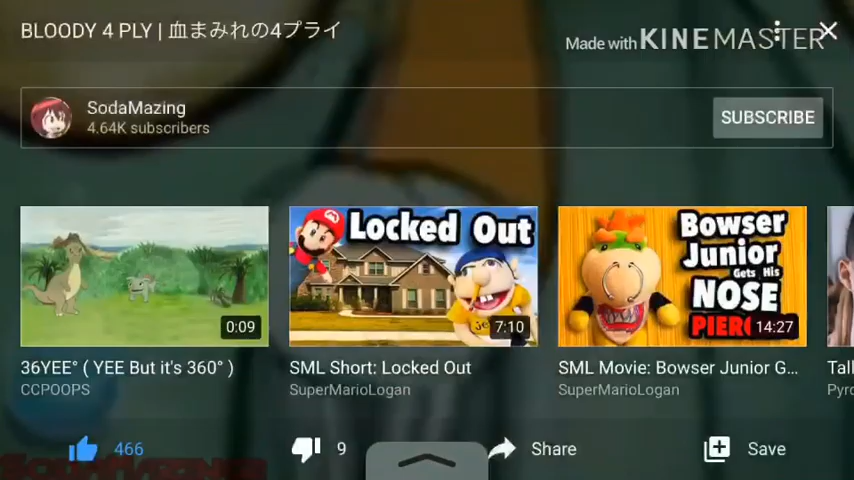 BLOODY 4 PLY | 血まみれの4プライ
Made with KINEMASTER
SodaMazing
4.64K subscribers
SUBSCRIBE
Locked Out
7:10
Bowser
Junior
Gets His
NOSE
14:27
0:09
36YEE° ( YEE But it's 360° )
CCPOOPS
SML Short: Locked Out
SuperMarioLogan
SML Movie: Bowser Junior G...
SuperMarioLogan
466
9
Share
Save